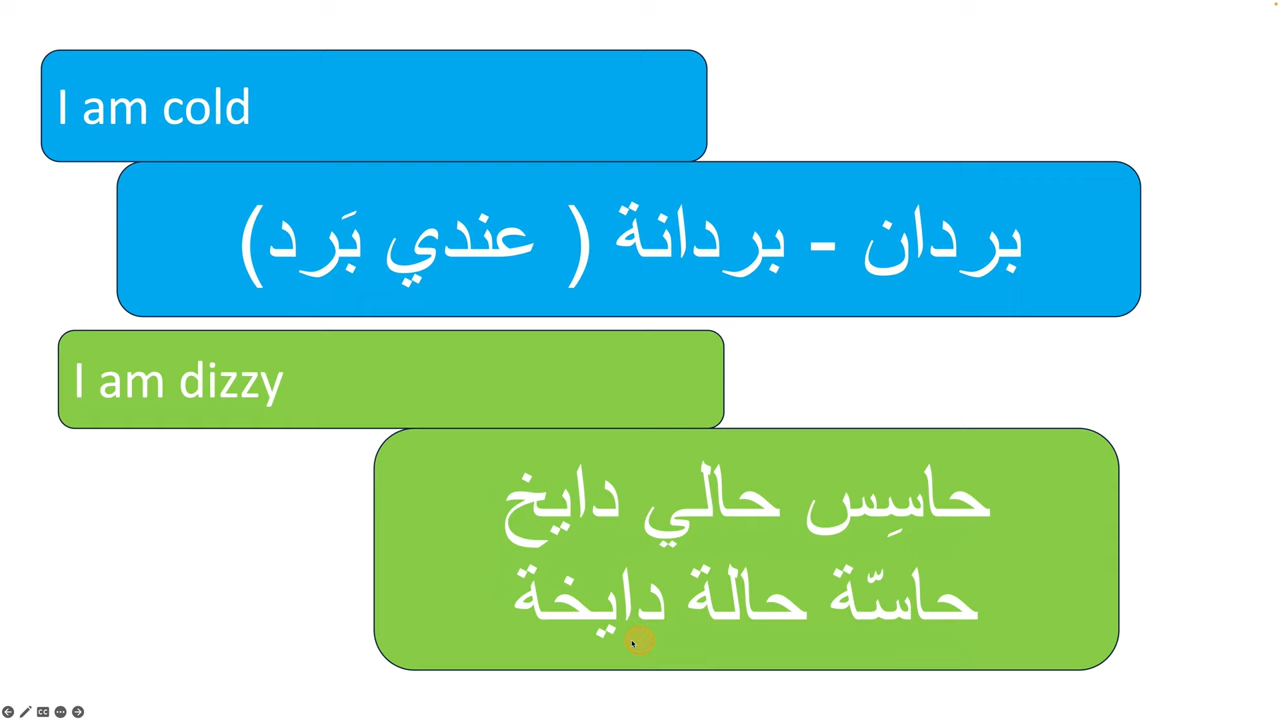 I am cold
بردان - بردانة ( عندي بَرد)
I am dizzy
حاسِس حالي دايخ
حاسّة حالة دايخة